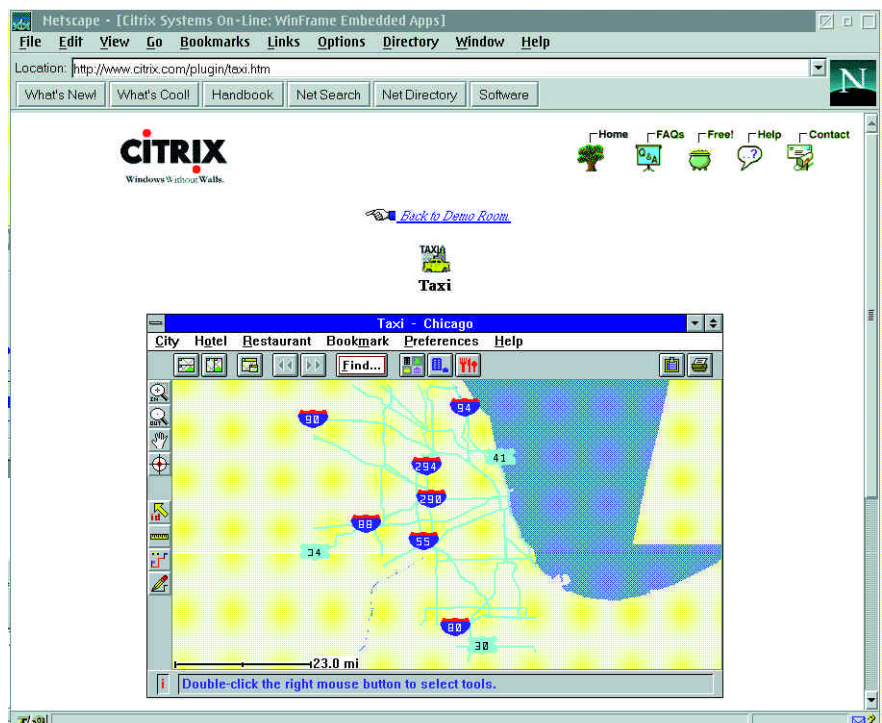 Netscape - [Citrix Systems On-Line: WinFrame Embedded Apps]
File Edit View Go Bookmarks Links Options Directory Window Help
Location: http://www.citrix.com/plugin/taxi.htm
N
What's New! What's Cool! Handbook Net Search Net Directory Software
Home FAQs Free! Help Contact
Q&A ..?
CITRIX
Windows Without Walls.
Back to Demo Room.
TAXI
Taxi
Taxi - Chicago
City Hotel Restaurant Bookmark Preferences Help
Find...
IN
OUT
id
94
90
41
294
290
88
55
34
80
30
23.0 mi
i Double-click the right mouse button to select tools.